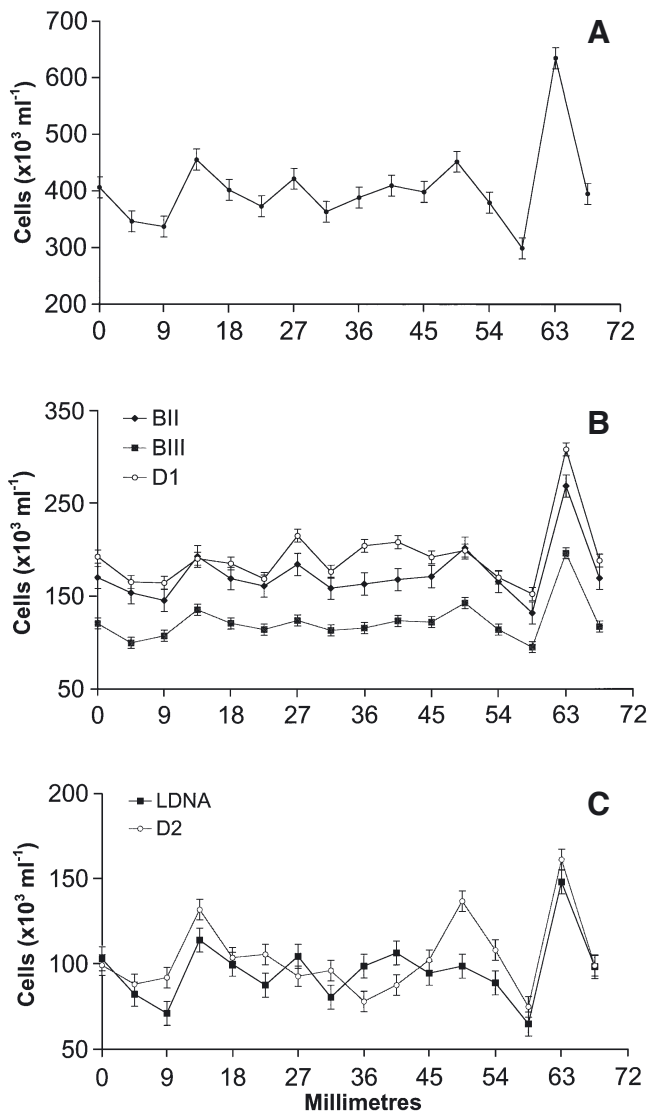 A
700
600
500
400
300
200
Cells (x10³ ml⁻¹)
0 9 18 27 36 45 54 63 72
B
BII
BIII
D1
350
250
150
50
Cells (x10³ ml⁻¹)
0 9 18 27 36 45 54 63 72
C
LDNA
D2
200
150
100
50
Cells (x10³ ml⁻¹)
0 9 18 27 36 45 54 63 72
Millimetres